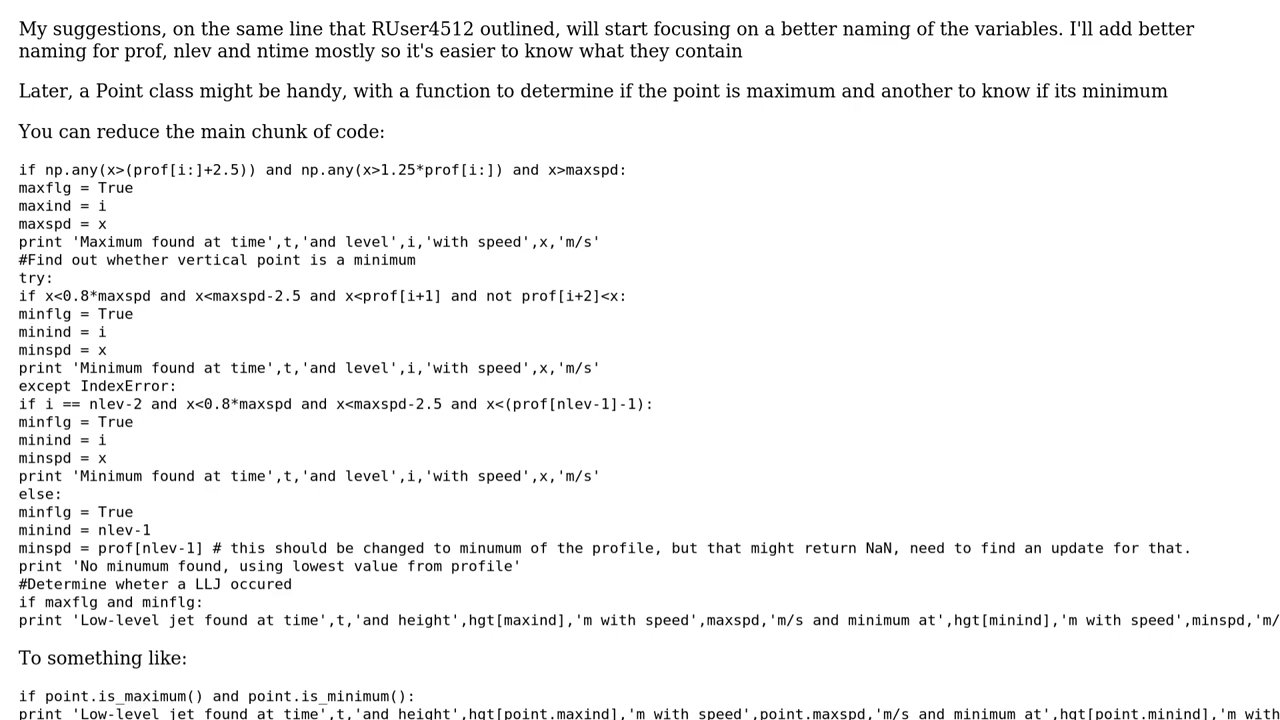 My suggestions, on the same line that RUser4512 outlined, will start focusing on a better naming of the variables. I'll add better
naming for prof, nlev and ntime mostly so it's easier to know what they contain
Later, a Point class might be handy, with a function to determine if the point is maximum and another to know if its minimum
You can reduce the main chunk of code:
if np.any(x>(prof[i:]+2.5)) and np.any(x>1.25*prof[i:]) and x>maxspd:
maxflg = True
maxind = i
maxspd = x
print 'Maximum found at time',t,'and level',i,'with speed',x,'m/s'
#Find out whether vertical point is a minimum
try:
if x<0.8*maxspd and x<maxspd-2.5 and x<prof[i+1] and not prof[i+2]<x:
minflg = True
minind = i
minspd = x
print 'Minimum found at time',t,'and level',i,'with speed',x,'m/s'
except IndexError:
if i == nlev-2 and x<0.8*maxspd and x<maxspd-2.5 and x<(prof[nlev-1]-1):
minflg = True
minind = i
minspd = x
print 'Minimum found at time',t,'and level',i,'with speed',x,'m/s'
else:
minflg = True
minind = nlev-1
minspd = prof[nlev-1] # this should be changed to minumum of the profile, but that might return NaN, need to find an update for that.
print 'No minumum found, using lowest value from profile'
#Determine wheter a LLJ occured
if maxflg and minflg:
print 'Low-level jet found at time',t,'and height',hgt[maxind],'m with speed',maxspd,'m/s and minimum at',hgt[minind],'m with speed',minspd,'m/
To something like:
if point.is_maximum() and point.is_minimum():
print 'Low-level jet found at time',t,'and height',hgt[point.maxind],'m with speed',point.maxspd,'m/s and minimum at',hgt[point.minind],'m with